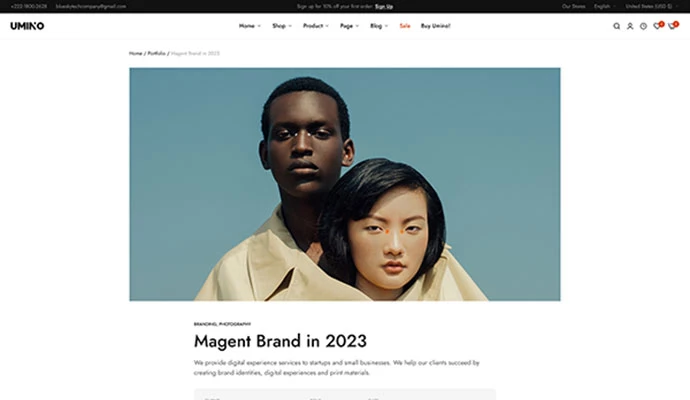 +222-1800-2628 blueskytechcompany@gmail.com Sign up for 10% off your first order. Sign Up Our Stores English United States (USD $)
UMINO Home Shop Product Page Blog Sale Buy Umino!
Home / Portfolio / Magent Brand in 2023
BRANDING, PHOTOGRAPHY
Magent Brand in 2023
We provide digital experience services to startups and small businesses. We help our clients succeed by
creating brand identities, digital experiences and print materials.